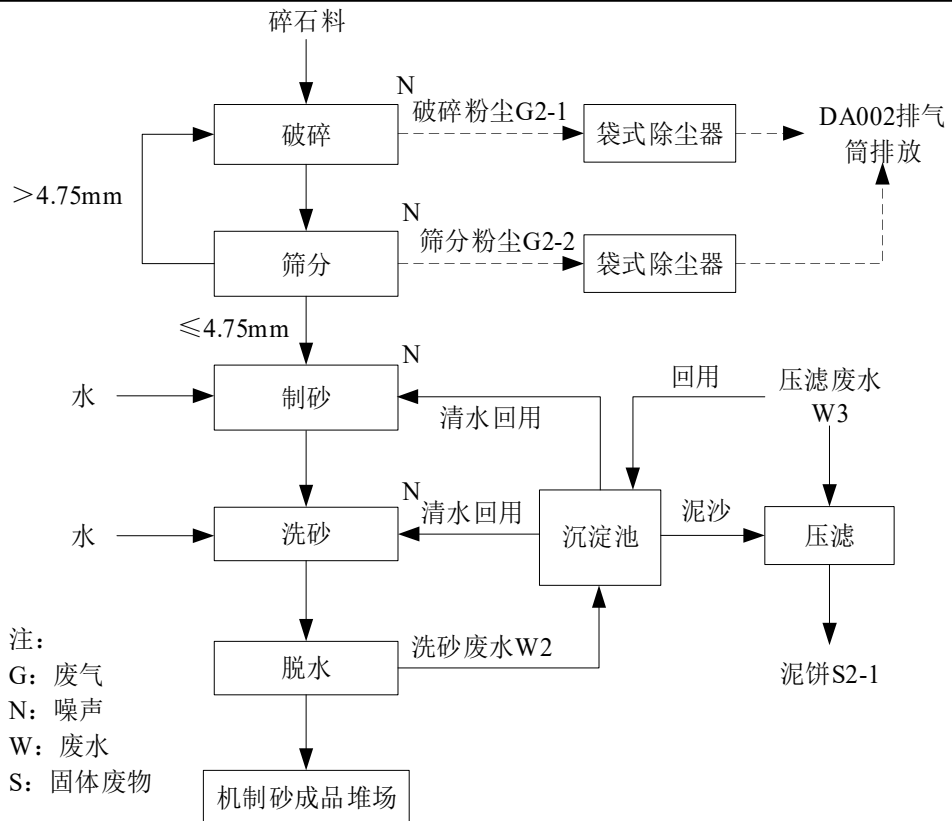 碎石料
N
破碎粉尘G2-1
破碎
袋式除尘器
DA002排气
筒排放
>4.75mm
N
筛分粉尘G2-2
筛分
袋式除尘器
≤4.75mm
N
水
制砂
清水回用
回用
压滤废水
W3
N
水
洗砂
清水回用
沉淀池
泥沙
压滤
脱水
洗砂废水W2
泥饼S2-1
注：
G：废气
N：噪声
W：废水
S：固体废物
机制砂成品堆场